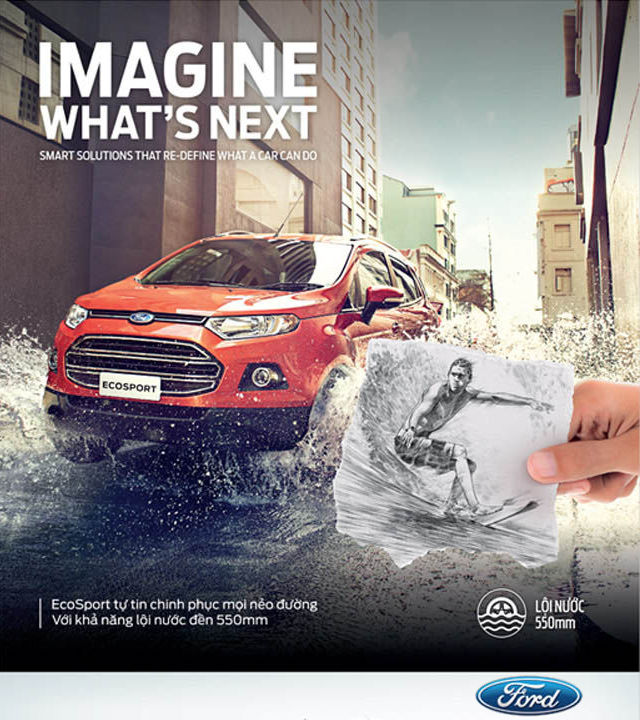 IMAGINE
WHAT'S NEXT
SMART SOLUTIONS THAT RE-DEFINE WHAT A CAR CAN DO
Ford
ECOSPORT
EcoSport tự tin chinh phục mọi nẻo đường
Với khả năng lội nước đến 550mm
LỘI NƯỚC
550mm
Ford